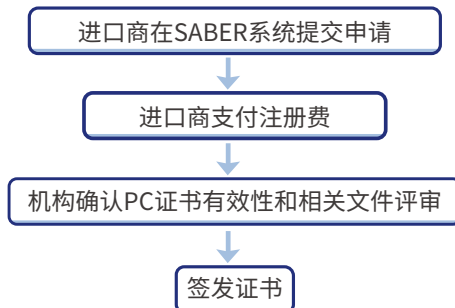 进口商在SABER系统提交申请
进口商支付注册费
机构确认PC证书有效性和相关文件评审
签发证书